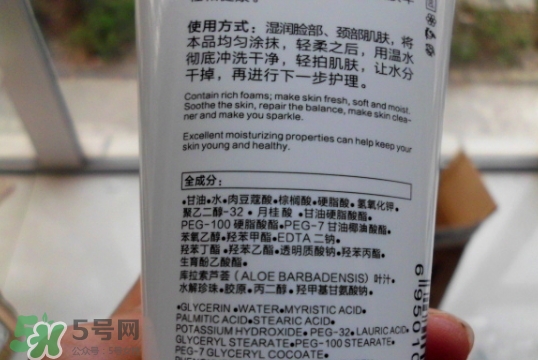 使用方式：湿润脸部、颈部肌肤，将
本品均匀涂抹，轻柔之后，用温水
彻底冲洗干净，轻拍肌肤，让水分
干掉，再进行下一步护理。
Contain rich foams; make skin fresh, soft and moist.
Soothe the skin, repair the balance, make skin clea-
ner and make you sparkle.
Excellent moisturizing properties can help keep your
skin young and healthy.
全成分：
•甘油•水•肉豆蔻酸•棕榈酸•硬脂酸•氢氧化钾•
聚乙二醇-32•月桂酸•甘油硬脂酸酯•
PEG-100硬脂酸酯•PEG-7甘油椰油酸酯•
苯氧乙醇•羟苯甲酯•EDTA二钠•
羟苯丁酯•羟苯乙酯•透明质酸钠•羟苯丙酯•
生育酚乙酸酯•
库拉索芦荟（ALOE BARBADENSIS）叶汁•
水解珍珠•胶原•丙二醇•羟甲基甘氨酸钠•
•GLYCERIN•WATER•MYRISTIC ACID•
PALMITIC ACID•STEARIC ACID•
POTASSIUM HYDROXIDE•PEG-32•LAURIC ACID•
GLYCERYL STEARATE•PEG-100 STEARATE•
PEG-7 GLYCERYL COCOATE•
5号网